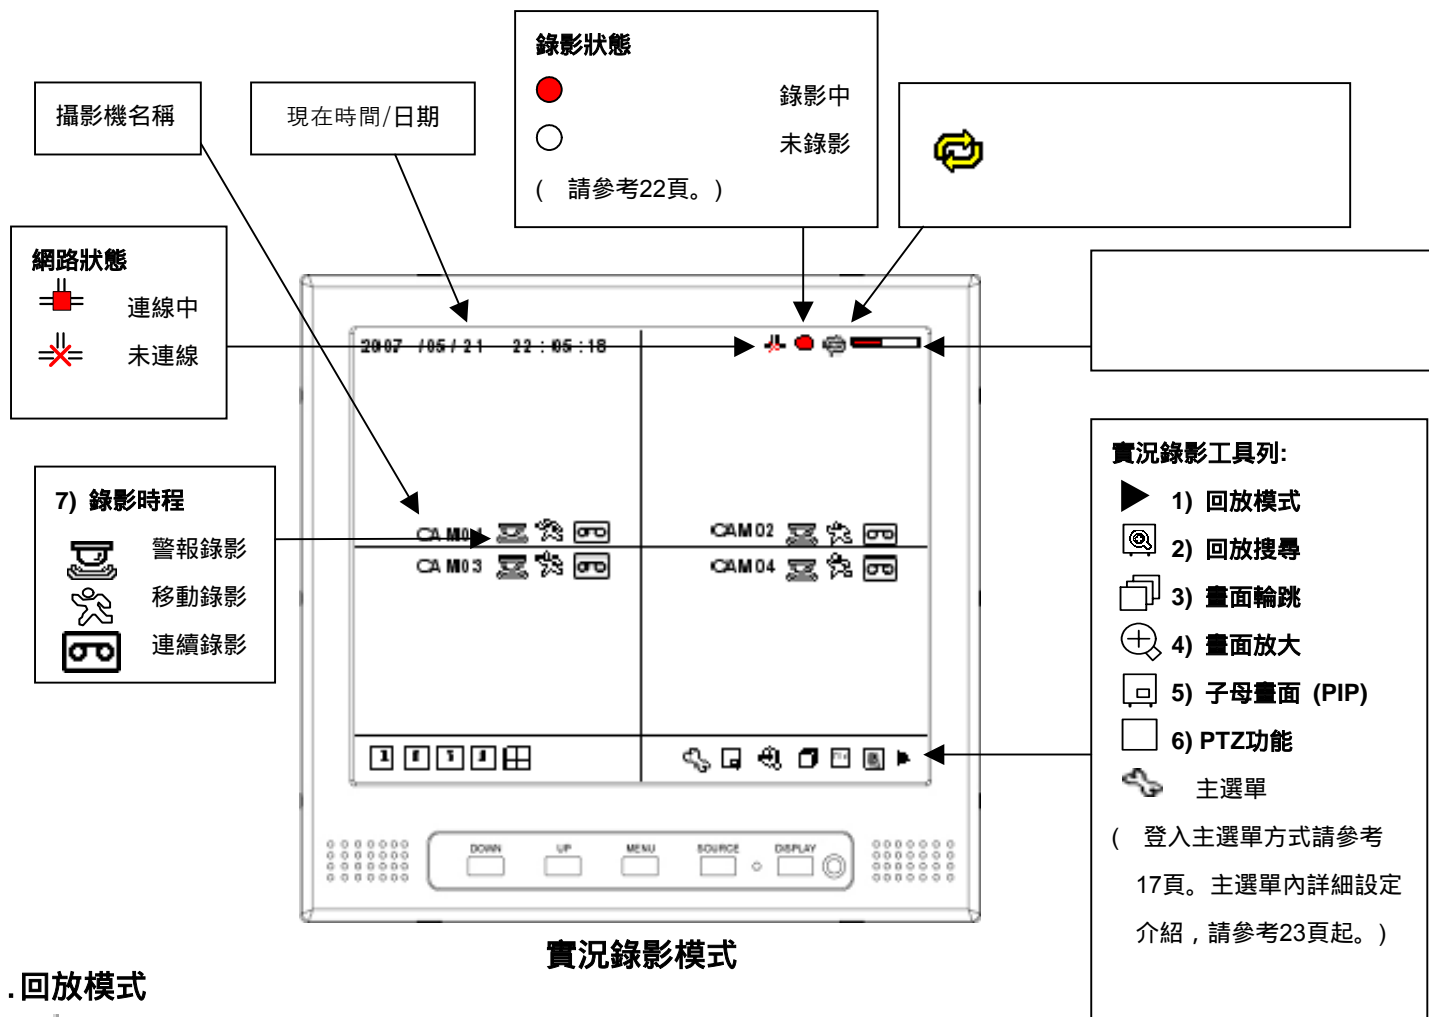 錄影狀態
錄影中
未錄影
( 請參考22頁。)
攝影機名稱
現在時間/日期
網路狀態
連線中
未連線
2007 /05/21 22:05:18
7) 錄影時程
警報錄影
移動錄影
連續錄影
CAM01
CAM02
CAM03
CAM04
實況錄影工具列:
1) 回放模式
2) 回放搜尋
3) 畫面輪跳
4) 畫面放大
5) 子母畫面 (PIP)
6) PTZ功能
主選單
( 登入主選單方式請參考
17頁。主選單內詳細設定
介紹，請參考23頁起。)
DOWN UP MENU SOURCE DISPLAY
實況錄影模式
.回放模式